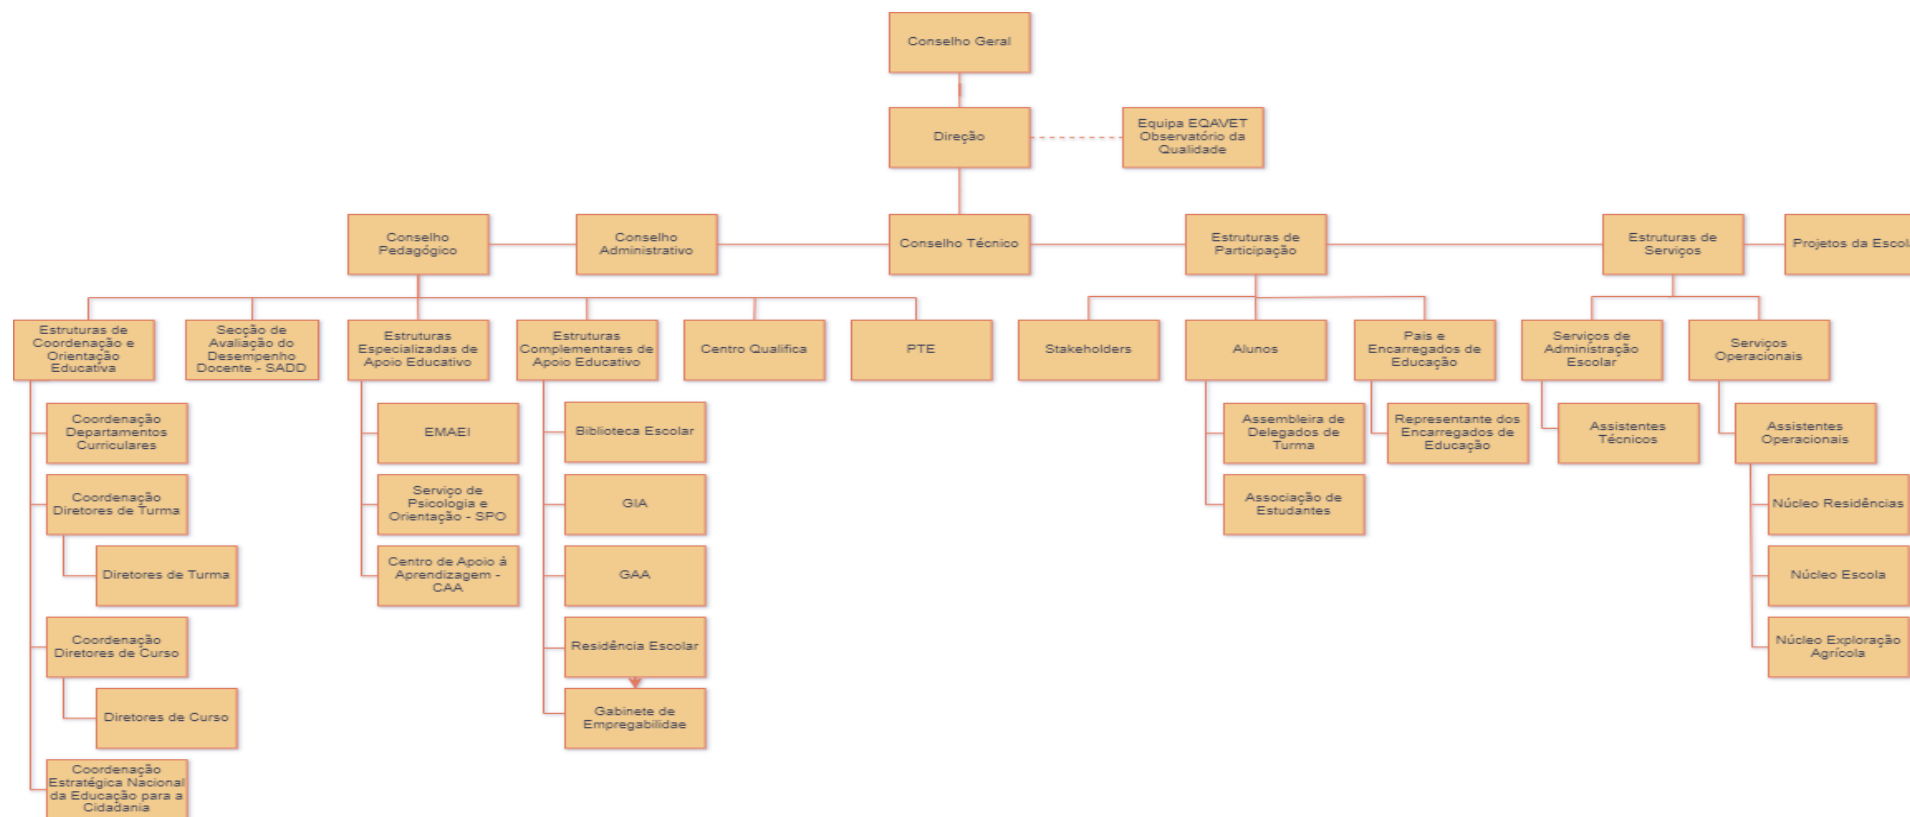 Conselho Geral
Direção
Equipa EQAVET
Observatório da
Qualidade
Conselho
Pedagógico
Conselho
Administrativo
Conselho Técnico
Estruturas de
Participação
Estruturas de
Serviços
Projetos da Escola
Estruturas de
Coordenação e
Orientação
Educativa
Secção de
Avaliação do
Desempenho
Docente - SADD
Estruturas
Especializadas de
Apoio Educativo
Estruturas
Complementares de
Apoio Educativo
Centro Qualifica
PTE
Stakeholders
Alunos
Pais e
Encarregados de
Educação
Serviços de
Administração
Escolar
Serviços
Operacionais
Coordenação
Departamentos
Curriculares
EMAEI
Biblioteca Escolar
Assembleira de
Delegados de
Turma
Representante dos
Encarregados de
Educação
Assistentes
Técnicos
Assistentes
Operacionais
Coordenação
Diretores de Turma
Serviço de
Psicologia e
Orientação - SPO
GIA
Associação de
Estudantes
Núcleo Residências
Diretores de Turma
Centro de Apoio à
Aprendizagem -
CAA
GAA
Núcleo Escola
Coordenação
Diretores de Curso
Residência Escolar
Núcleo Exploração
Agrícola
Diretores de Curso
Gabinete de
Empregabilidae
Coordenação
Estratégica Nacional
da Educação para a
Cidadania